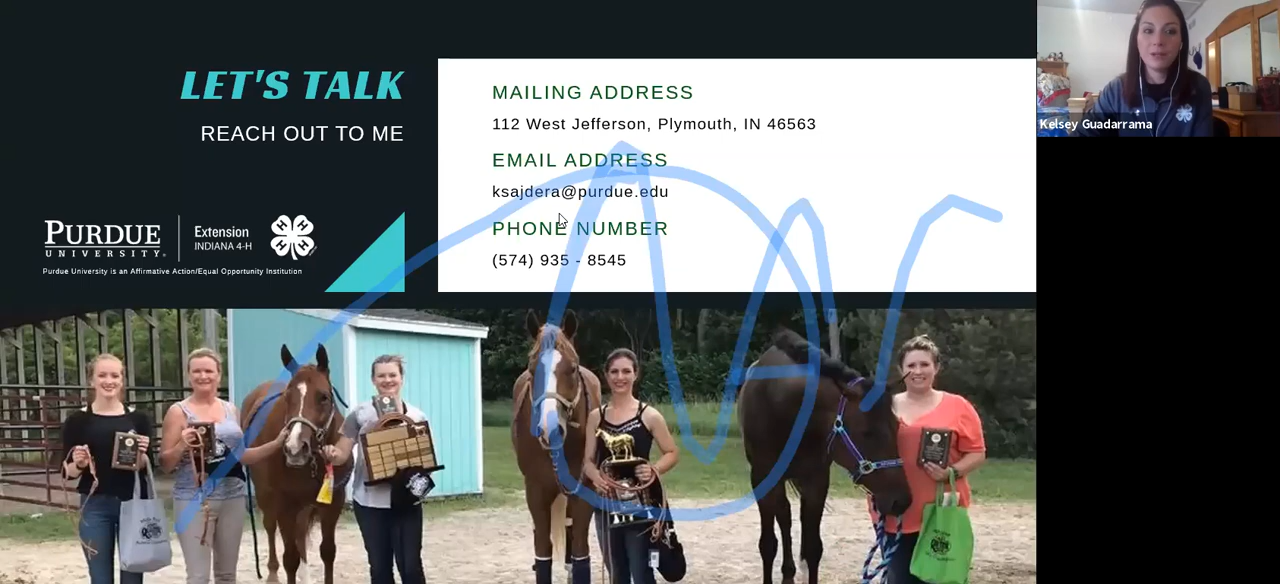 LET'S TALK
REACH OUT TO ME
PURDUE
UNIVERSITY
Extension
INDIANA 4-H
H H H H
Purdue University is an Affirmative Action/Equal Opportunity Institution
MAILING ADDRESS
112 West Jefferson, Plymouth, IN 46563
EMAIL ADDRESS
ksajdera@purdue.edu
PHONE NUMBER
(574) 935 - 8545
Kelsey Guadarrama